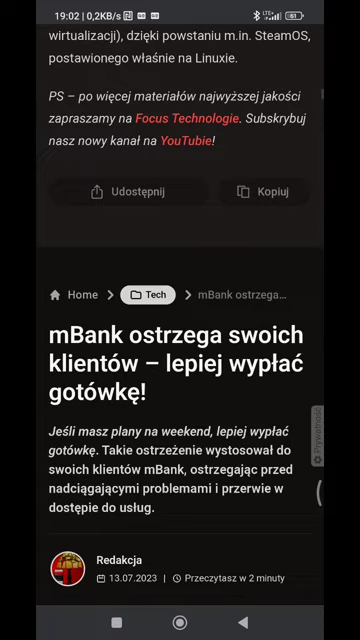 19:02 | 0,2KB/s
LTE
61
wirtualizacji), dzięki powstaniu m.in. SteamOS,
postawionego właśnie na Linuxie.
PS – po więcej materiałów najwyższej jakości
zapraszamy na Focus Technologie. Subskrybuj
nasz nowy kanał na YouTubie!
Udostępnij
Kopiuj
Home
Tech
mBank ostrzega...
mBank ostrzega swoich
klientów – lepiej wypłać
gotówkę!
Jeśli masz plany na weekend, lepiej wypłać
gotówkę. Takie ostrzeżenie wystosował do
swoich klientów mBank, ostrzegając przed
nadciągającymi problemami i przerwie w
dostępie do usług.
Prywatność
Redakcja
13.07.2023 | Przeczytasz w 2 minuty